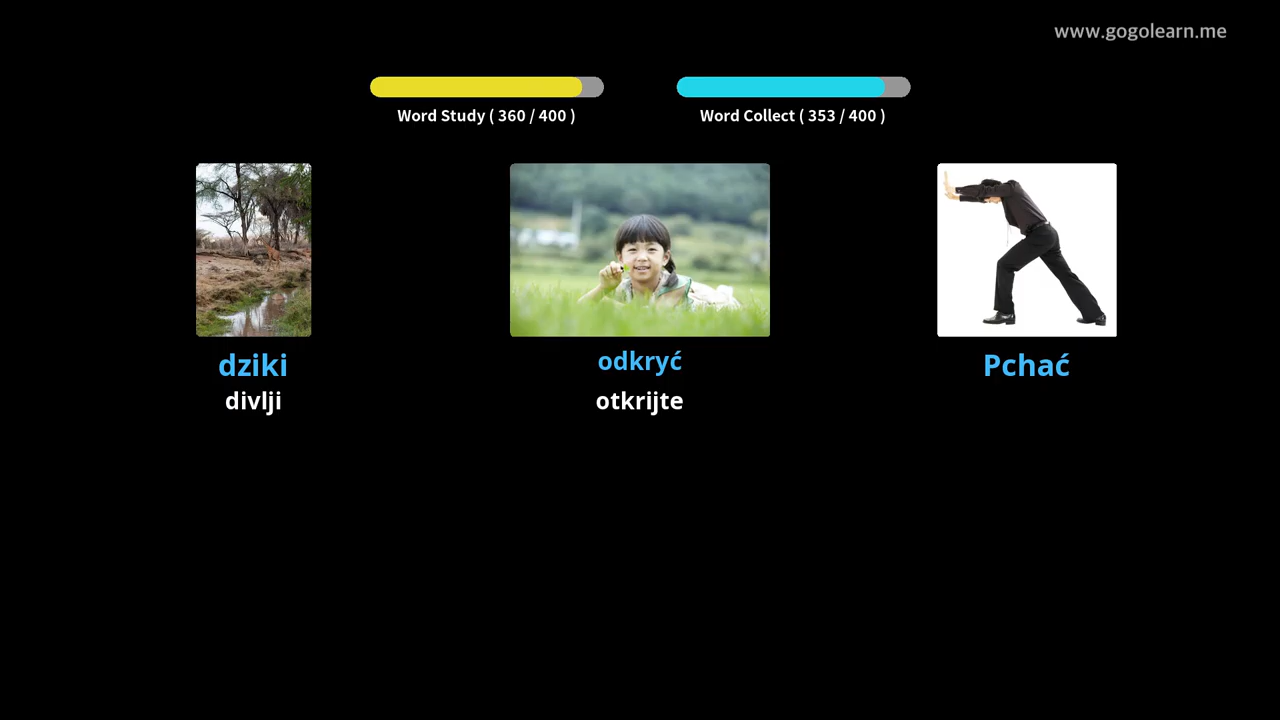 www.gogolearn.me
Word Study ( 360 / 400 )
Word Collect ( 353 / 400 )
dziki
divlji
odkryć
otkrijte
Pchać